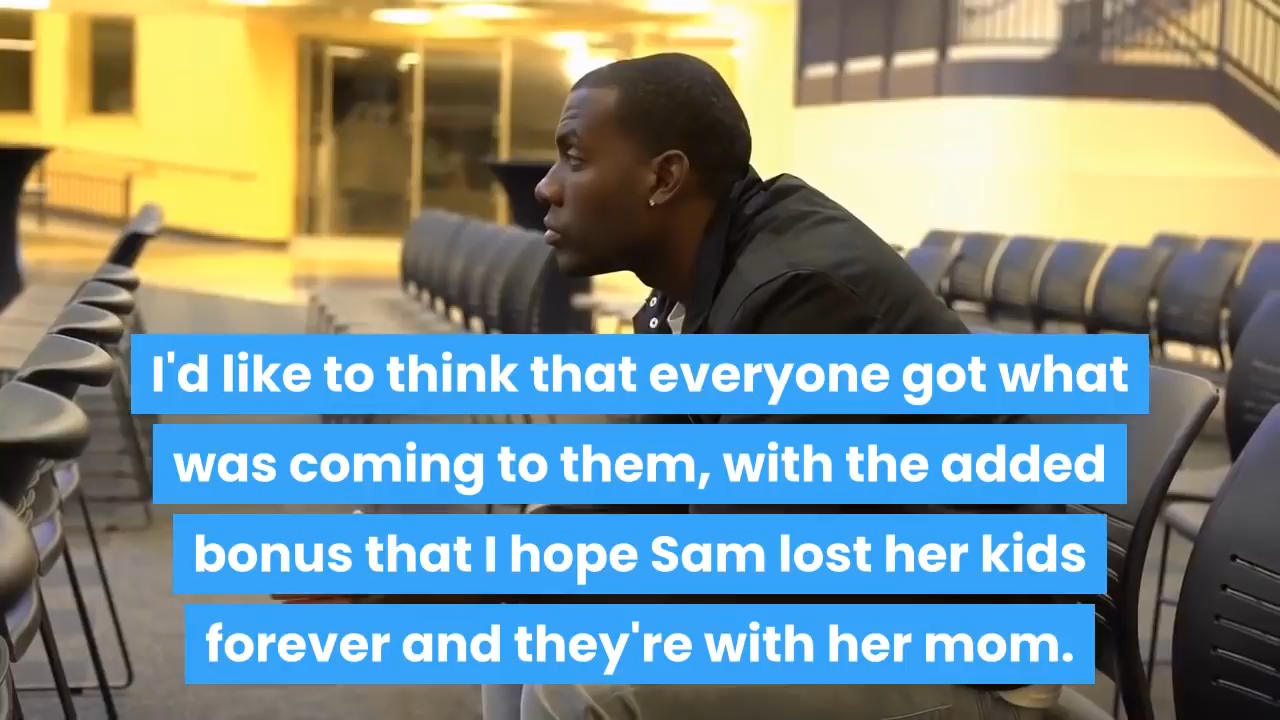 I'd like to think that everyone got what
was coming to them, with the added
bonus that I hope Sam lost her kids
forever and they're with her mom.